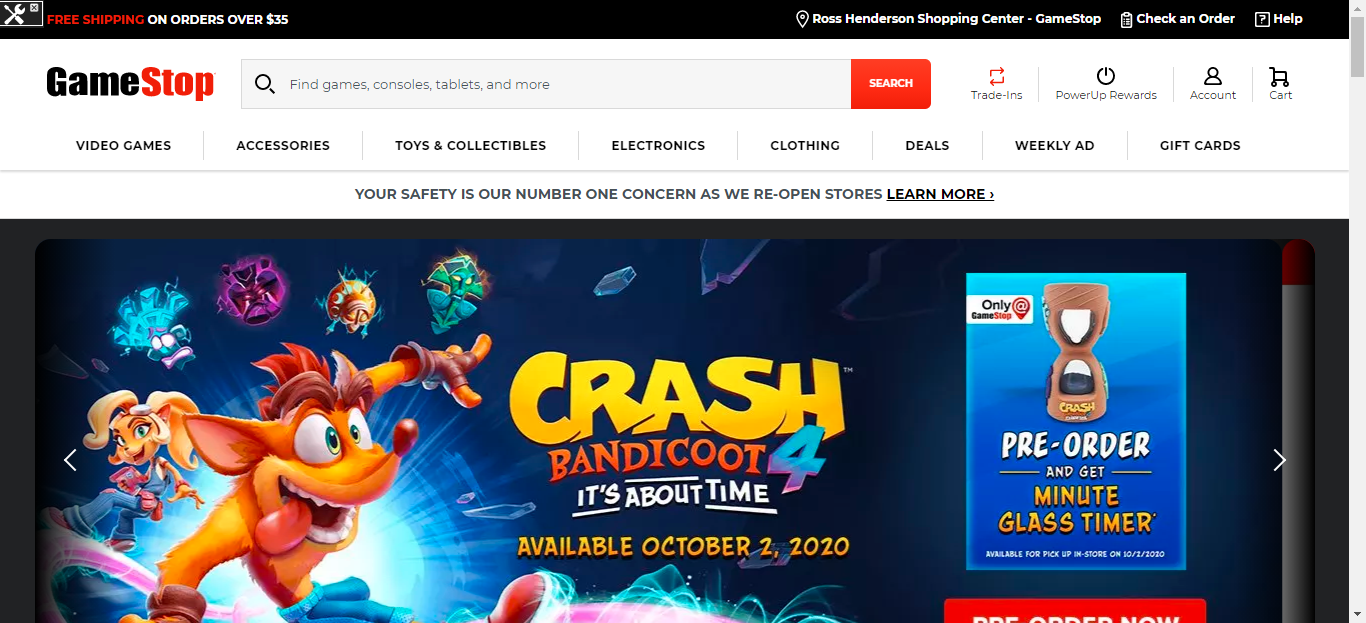 FREE SHIPPING ON ORDERS OVER $35
Ross Henderson Shopping Center - GameStop
Check an Order
Help
GameStop
Find games, consoles, tablets, and more
SEARCH
Trade-Ins
PowerUp Rewards
Account
Cart
VIDEO GAMES
ACCESSORIES
TOYS & COLLECTIBLES
ELECTRONICS
CLOTHING
DEALS
WEEKLY AD
GIFT CARDS
YOUR SAFETY IS OUR NUMBER ONE CONCERN AS WE RE-OPEN STORES LEARN MORE ›
CRASH™
BANDICOOT 4
IT'S ABOUT TIME
AVAILABLE OCTOBER 2, 2020
Only@
GameStop
CRASH
PRE-ORDER
AND GET
MINUTE
GLASS TIMER*
AVAILABLE FOR PICK UP IN-STORE ON 10/2/2020
PRE-ORDER NOW